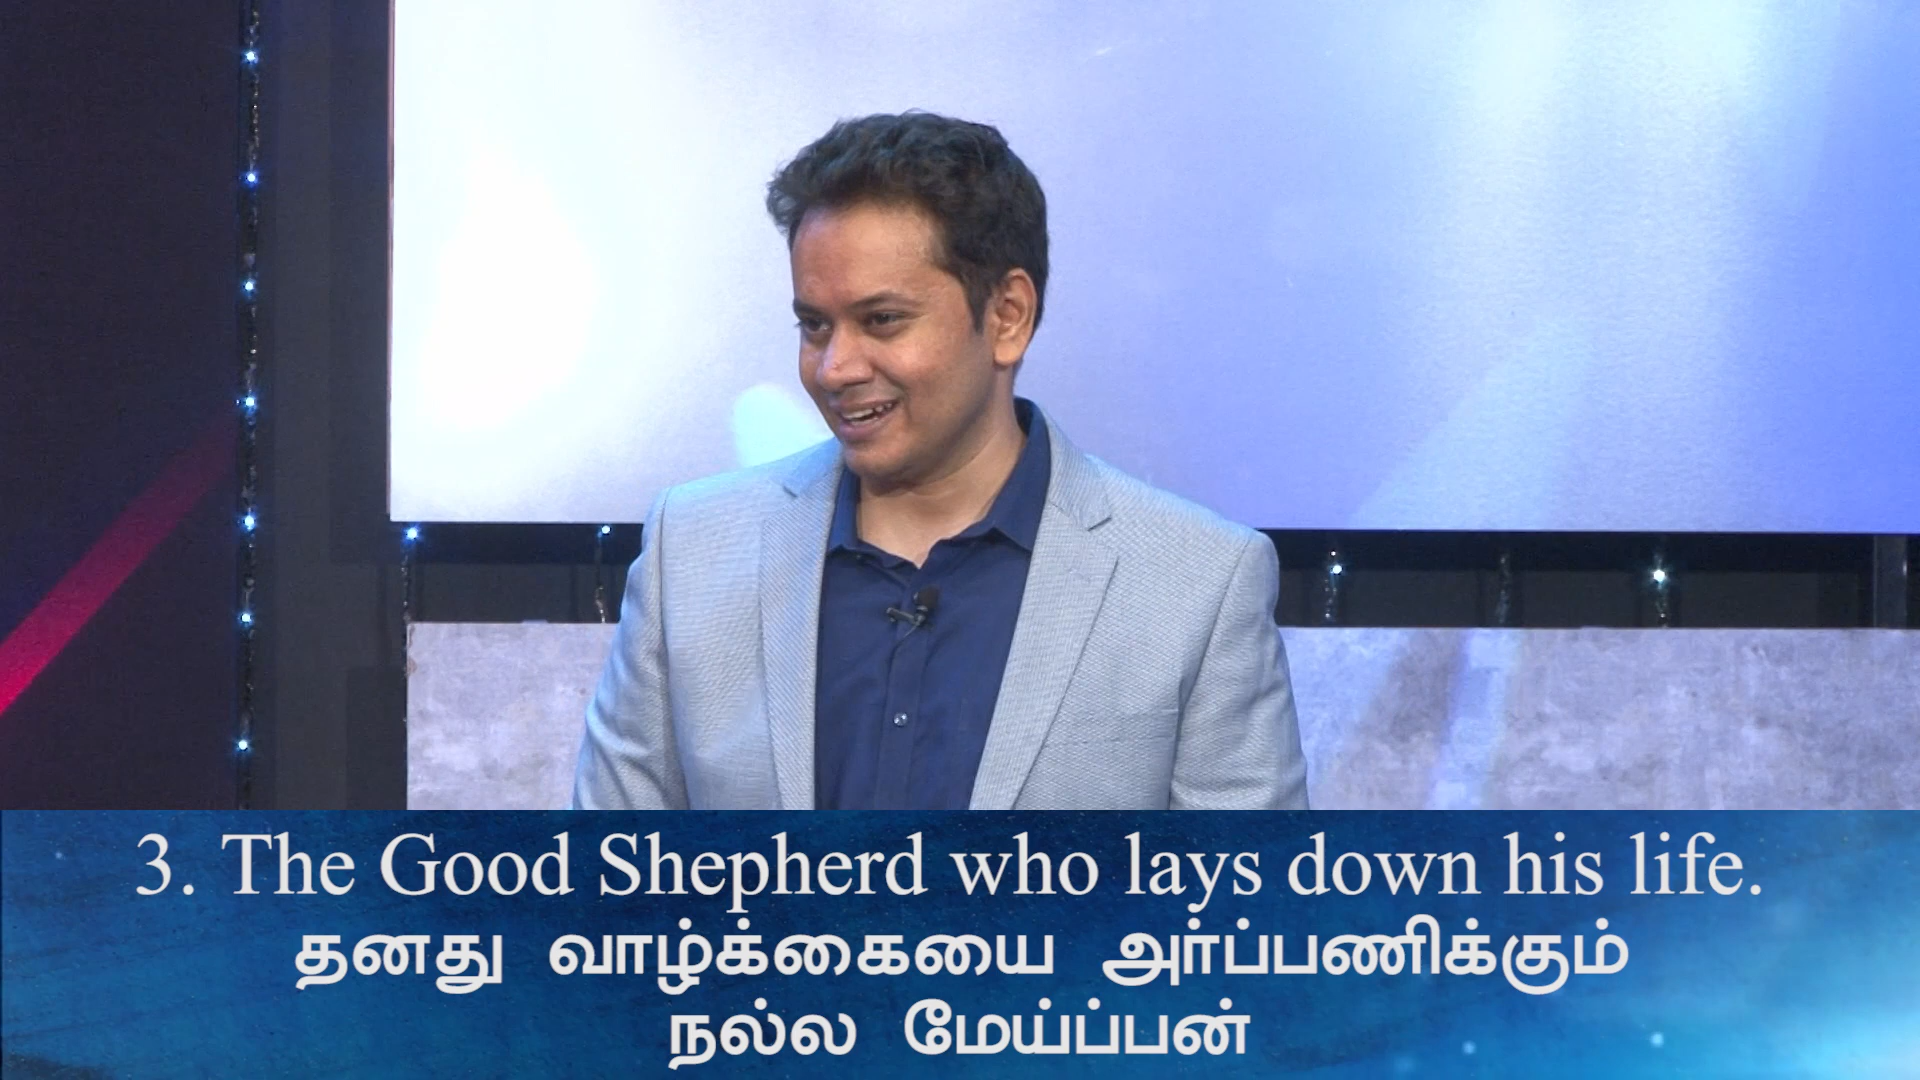 3. The Good Shepherd who lays down his life.
தனது வாழ்க்கையை அர்ப்பணிக்கும்
நல்ல மேய்ப்பன்